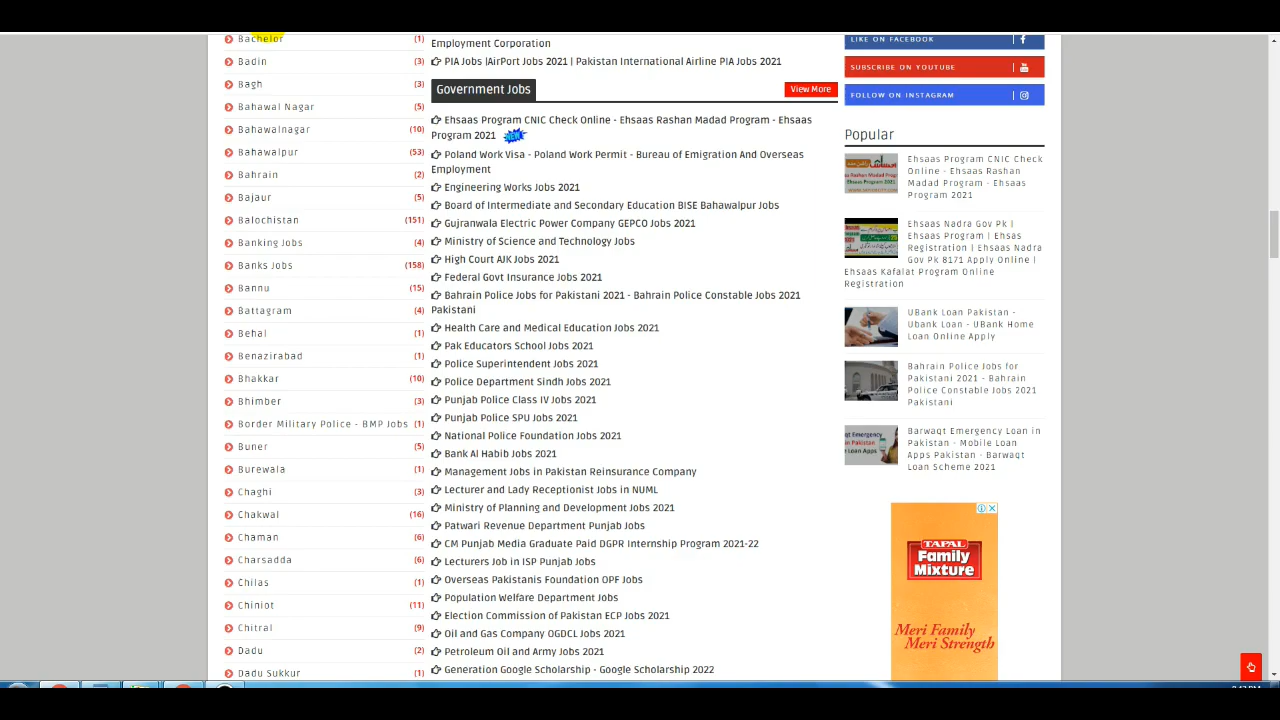 Bachelor (1)
Badin (3)
Bagh (3)
Bahawal Nagar (5)
Bahawalnagar (10)
Bahawalpur (53)
Bahrain (2)
Bajaur (5)
Balochistan (151)
Banking Jobs (4)
Banks Jobs (158)
Bannu (15)
Battagram (4)
Behal (1)
Benazirabad (1)
Bhakkar (10)
Bhimber (3)
Border Military Police - BMP Jobs (1)
Buner (5)
Burewala (1)
Chaghi (3)
Chakwal (16)
Chaman (6)
Charsadda (6)
Chilas (1)
Chiniot (11)
Chitral (9)
Dadu (2)
Dadu Sukkur (1)
Employment Corporation
PIA Jobs |AirPort Jobs 2021 | Pakistan International Airline PIA Jobs 2021
Government Jobs View More
Ehsaas Program CNIC Check Online - Ehsaas Rashan Madad Program - Ehsaas
Program 2021 NEW
Poland Work Visa - Poland Work Permit - Bureau of Emigration And Overseas
Employment
Engineering Works Jobs 2021
Board of Intermediate and Secondary Education BISE Bahawalpur Jobs
Gujranwala Electric Power Company GEPCO Jobs 2021
Ministry of Science and Technology Jobs
High Court AJK Jobs 2021
Federal Govt Insurance Jobs 2021
Bahrain Police Jobs for Pakistani 2021 - Bahrain Police Constable Jobs 2021
Pakistani
Health Care and Medical Education Jobs 2021
Pak Educators School Jobs 2021
Police Superintendent Jobs 2021
Police Department Sindh Jobs 2021
Punjab Police Class IV Jobs 2021
Punjab Police SPU Jobs 2021
National Police Foundation Jobs 2021
Bank Al Habib Jobs 2021
Management Jobs in Pakistan Reinsurance Company
Lecturer and Lady Receptionist Jobs in NUML
Ministry of Planning and Development Jobs 2021
Patwari Revenue Department Punjab Jobs
CM Punjab Media Graduate Paid DGPR Internship Program 2021-22
Lecturers Job in ISP Punjab Jobs
Overseas Pakistanis Foundation OPF Jobs
Population Welfare Department Jobs
Election Commission of Pakistan ECP Jobs 2021
Oil and Gas Company OGDCL Jobs 2021
Petroleum Oil and Army Jobs 2021
Generation Google Scholarship - Google Scholarship 2022
LIKE ON FACEBOOK
SUBSCRIBE ON YOUTUBE
FOLLOW ON INSTAGRAM
Popular
Ehsaas Program CNIC Check
Online - Ehsaas Rashan
Madad Program - Ehsaas
Program 2021
Ehsaas Nadra Gov Pk |
Ehsaas Program | Ehsas
Registration | Ehsaas Nadra
Gov Pk 8171 Apply Online |
Ehsaas Kafalat Program Online
Registration
UBank Loan Pakistan -
Ubank Loan - UBank Home
Loan Online Apply
Bahrain Police Jobs for
Pakistani 2021 - Bahrain
Police Constable Jobs 2021
Pakistani
Barwaqt Emergency Loan in
Pakistan - Mobile Loan
Apps Pakistan - Barwaqt
Loan Scheme 2021
TAPAL
Family
Mixture
Meri Family
Meri Strength